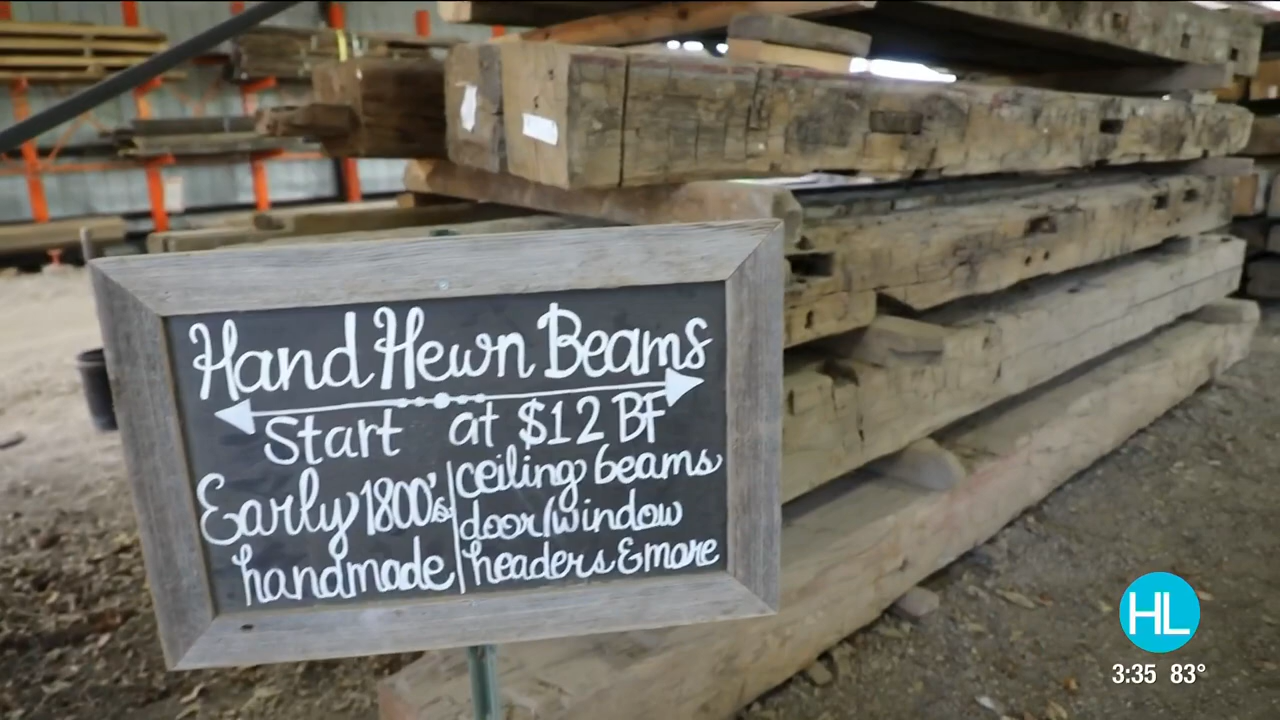 Hand Hewn Beams
Start at $12 BF
Early 1800's
handmade
ceiling beams
door/window
headers & more
HL
3:35 83°